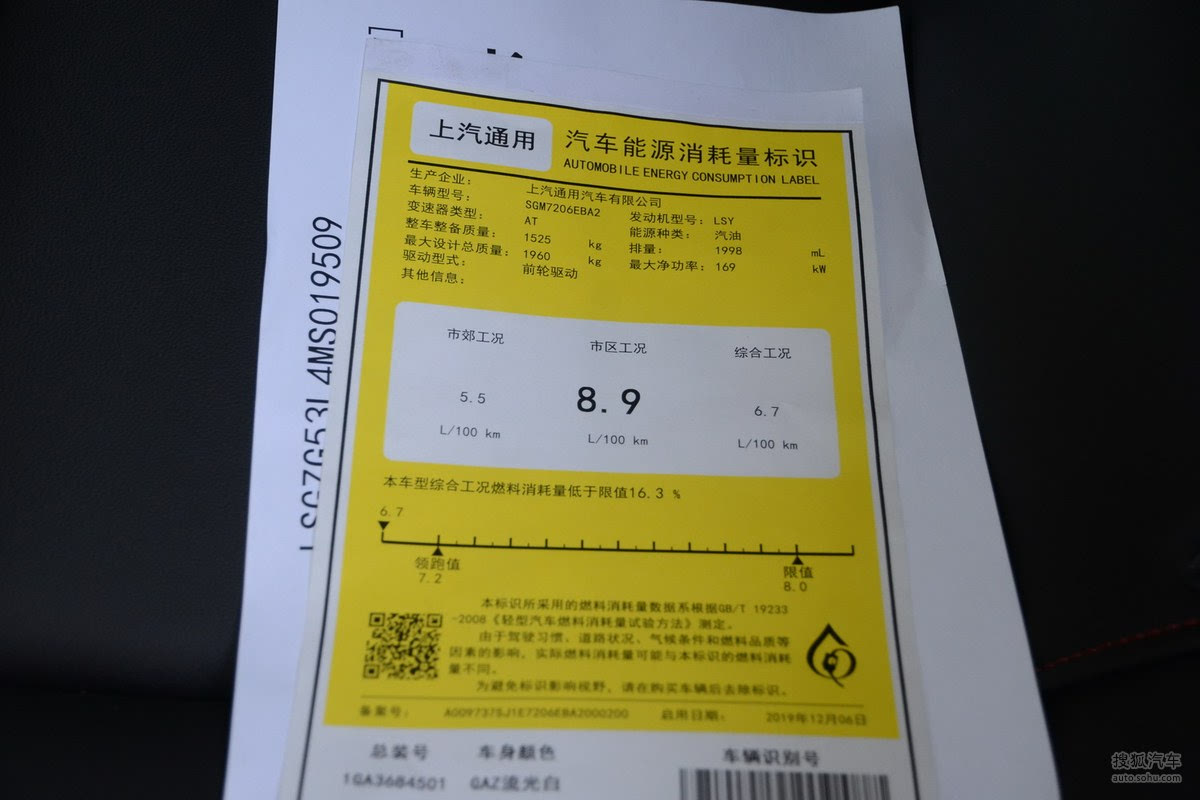 上汽通用
汽车能源消耗量标识
AUTOMOBILE ENERGY CONSUMPTION LABEL
生产企业: 上汽通用汽车有限公司
车辆型号: SGM7206EBA2 发动机型号: LSY
变速器类型: AT 能源种类: 汽油
整车整备质量: 1525 kg 排量: 1998 mL
最大设计总质量: 1960 kg 最大净功率: 169 kW
驱动型式: 前轮驱动
其他信息:
市郊工况 市区工况 综合工况
5.5 8.9 6.7
L/100 km L/100 km L/100 km
本车型综合工况燃料消耗量低于限值16.3 %
6.7
领跑值 限值
7.2 8.0
本标识所采用的燃料消耗量数据系根据GB/T 19233
-2008《轻型汽车燃料消耗量试验方法》测定。
由于驾驶习惯、道路状况、气候条件和燃料品质等
因素的影响，实际燃料消耗量可能与本标识的燃料消耗
量不同。
为避免标识影响视野，请在购买车辆后去除标识。
备案号: A009737SJ1E7206EBA2000200 启用日期: 2019年12月06日
总装号 车身颜色 车辆识别号
1GA3684501 GAZ流光白
4MS019509
搜狐汽车
auto.sohu.com